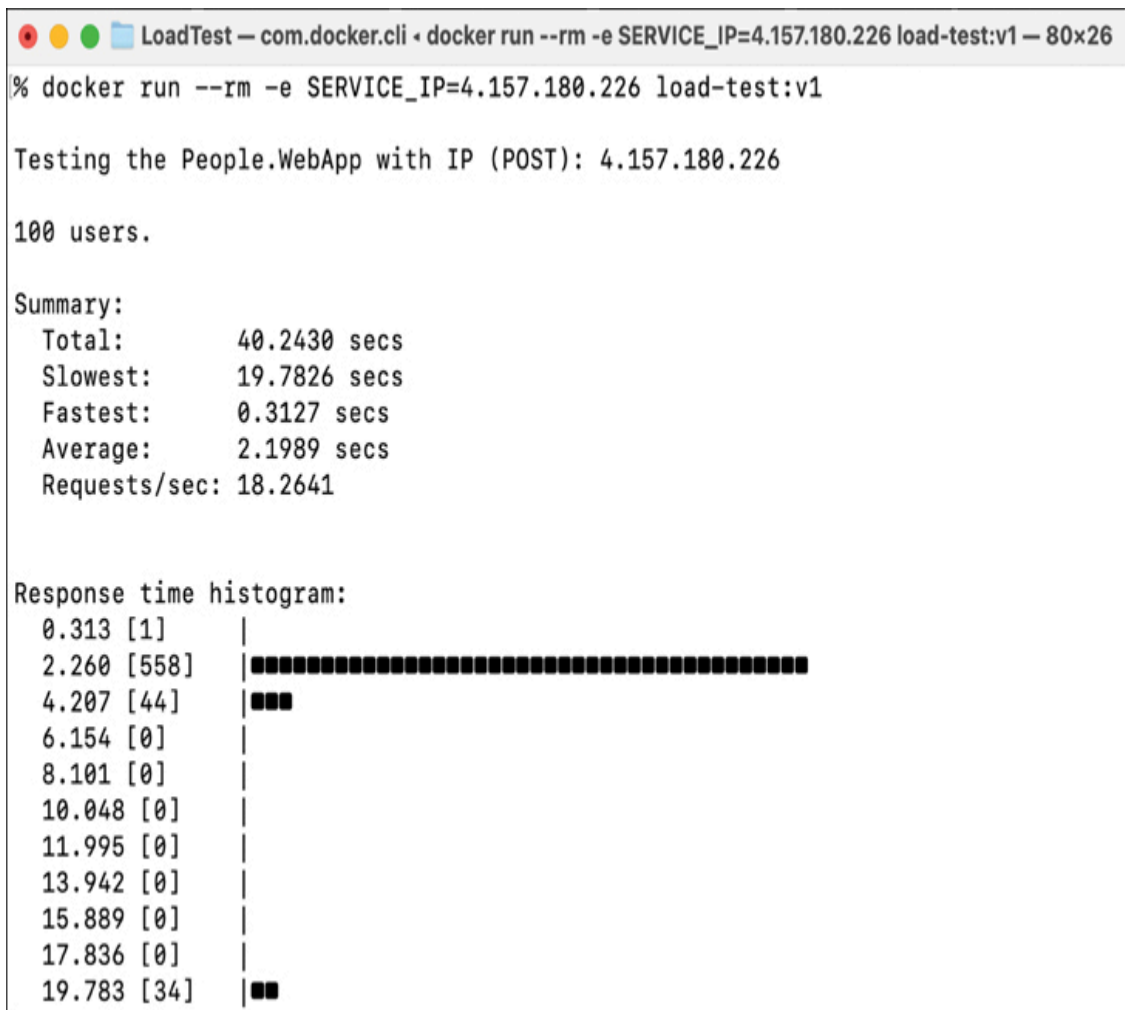 LoadTest — com.docker.cli ◂ docker run --rm -e SERVICE_IP=4.157.180.226 load-test:v1 — 80×26
[% docker run --rm -e SERVICE_IP=4.157.180.226 load-test:v1
Testing the People.WebApp with IP (POST): 4.157.180.226
100 users.
Summary:
Total: 40.2430 secs
Slowest: 19.7826 secs
Fastest: 0.3127 secs
Average: 2.1989 secs
Requests/sec: 18.2641
Response time histogram:
0.313 [1] |
2.260 [558] |■■■■■■■■■■■■■■■■■■■■■■■■■■■■■■■■■■■■■■■■
4.207 [44] |■■■
6.154 [0] |
8.101 [0] |
10.048 [0] |
11.995 [0] |
13.942 [0] |
15.889 [0] |
17.836 [0] |
19.783 [34] |■■